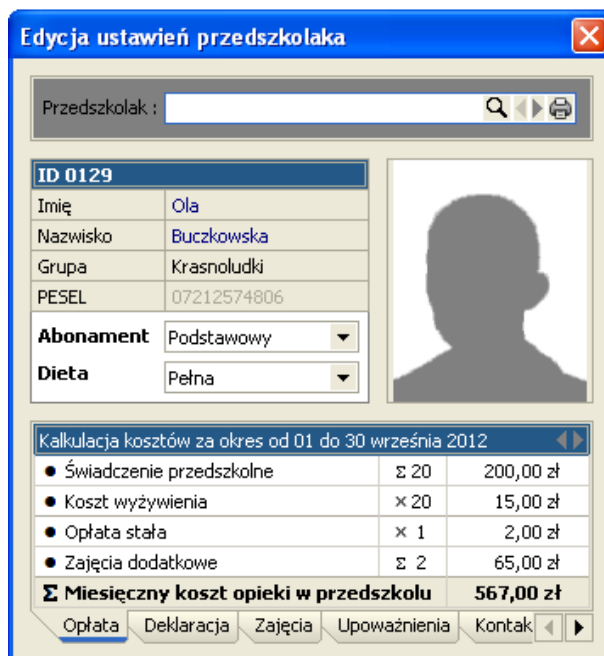 Edycja ustawień przedszkolaka
Przedszkolak :
ID 0129
Imię Ola
Nazwisko Buczkowska
Grupa Krasnoludki
PESEL 07212574806
Abonament Podstawowy
Dieta Pełna
Kalkulacja kosztów za okres od 01 do 30 września 2012
Świadczenie przedszkolne Σ 20 200,00 zł
Koszt wyżywienia × 20 15,00 zł
Opłata stała × 1 2,00 zł
Zajęcia dodatkowe Σ 2 65,00 zł
Σ Miesięczny koszt opieki w przedszkolu 567,00 zł
Opłata Deklaracja Zajęcia Upoważnienia Kontak